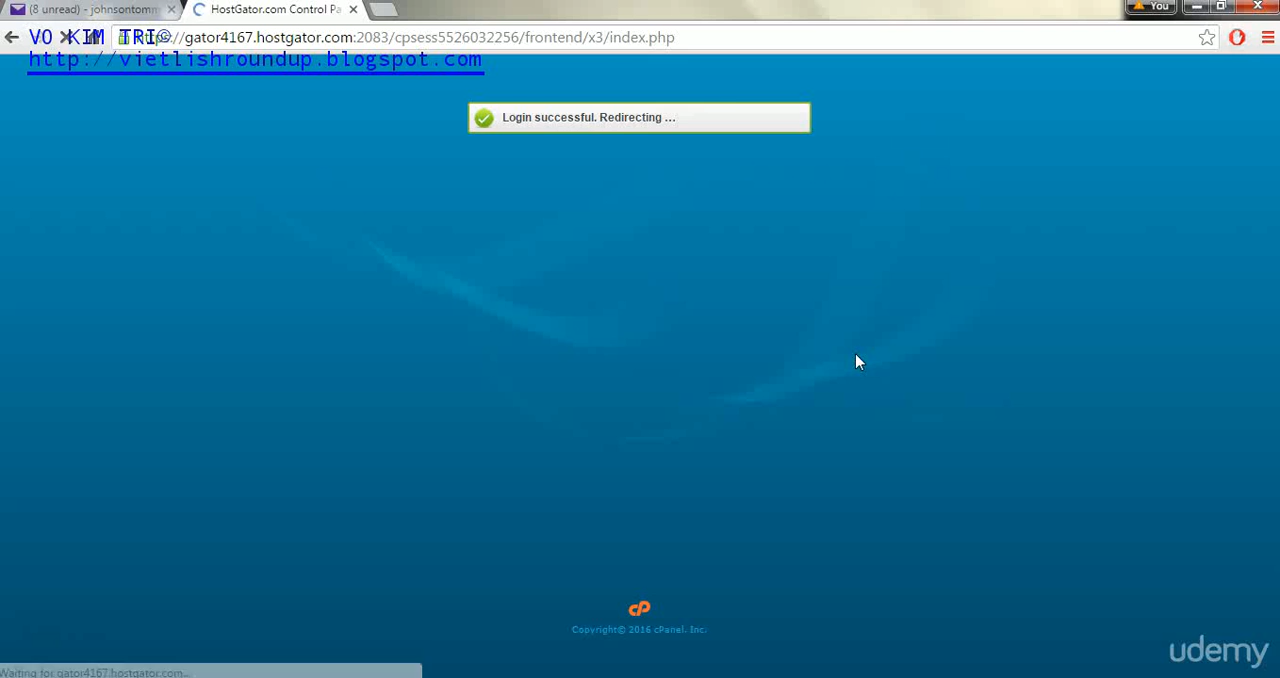 (8 unread) - johnsontomm
HostGator.com Control Pa
You
VO KIM TRI©
https://gator4167.hostgator.com:2083/cpsess5526032256/frontend/x3/index.php
http://vietlishroundup.blogspot.com
Login successful. Redirecting ...
cP
Copyright© 2016 cPanel, Inc.
udemy
Waiting for gator4167.hostgator.com...